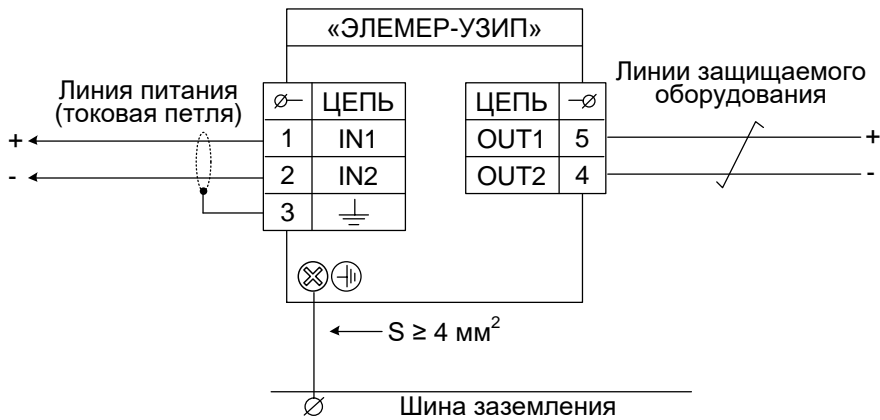 «ЭЛЕМЕР-УЗИП»
Линия питания
(токовая петля)
Линии защищаемого
оборудования
ЦЕПЬ
ЦЕПЬ
+ 1 IN1 OUT1 5 +
- 2 IN2 OUT2 4 -
3
S ≥ 4 мм²
Шина заземления